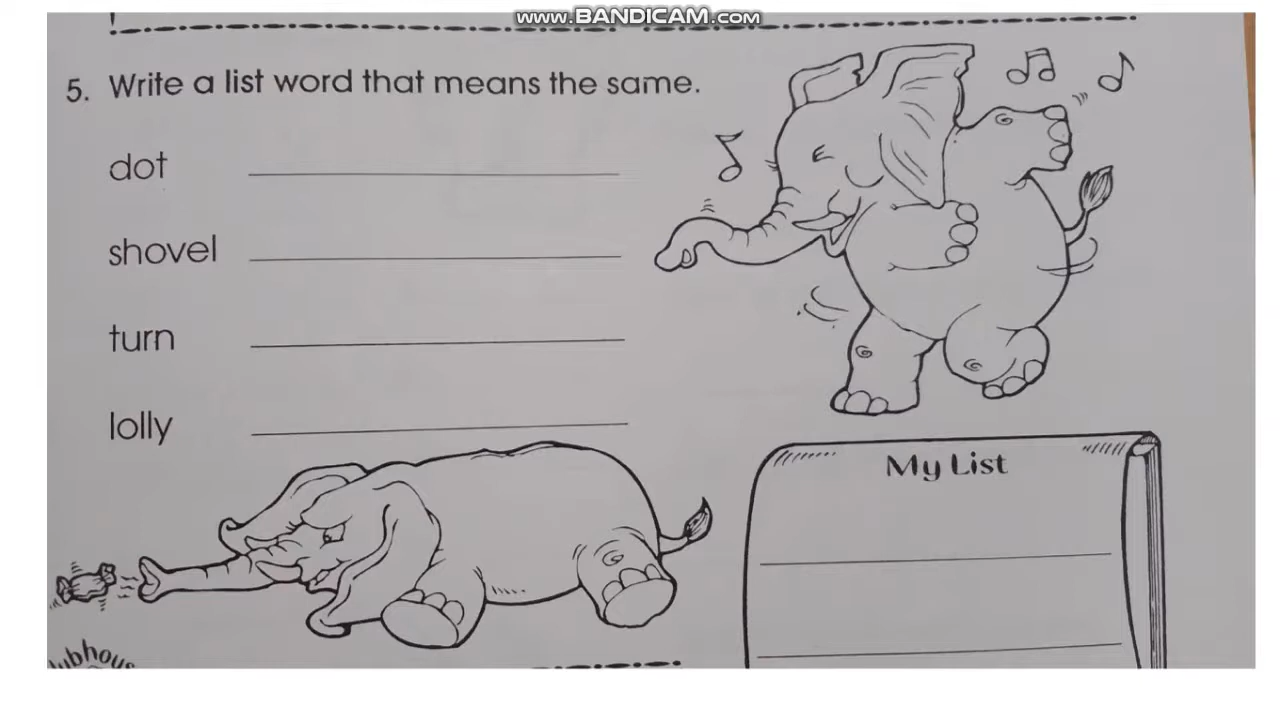 www.BANDICAM.com
5. Write a list word that means the same.
dot
shovel
turn
lolly
My List